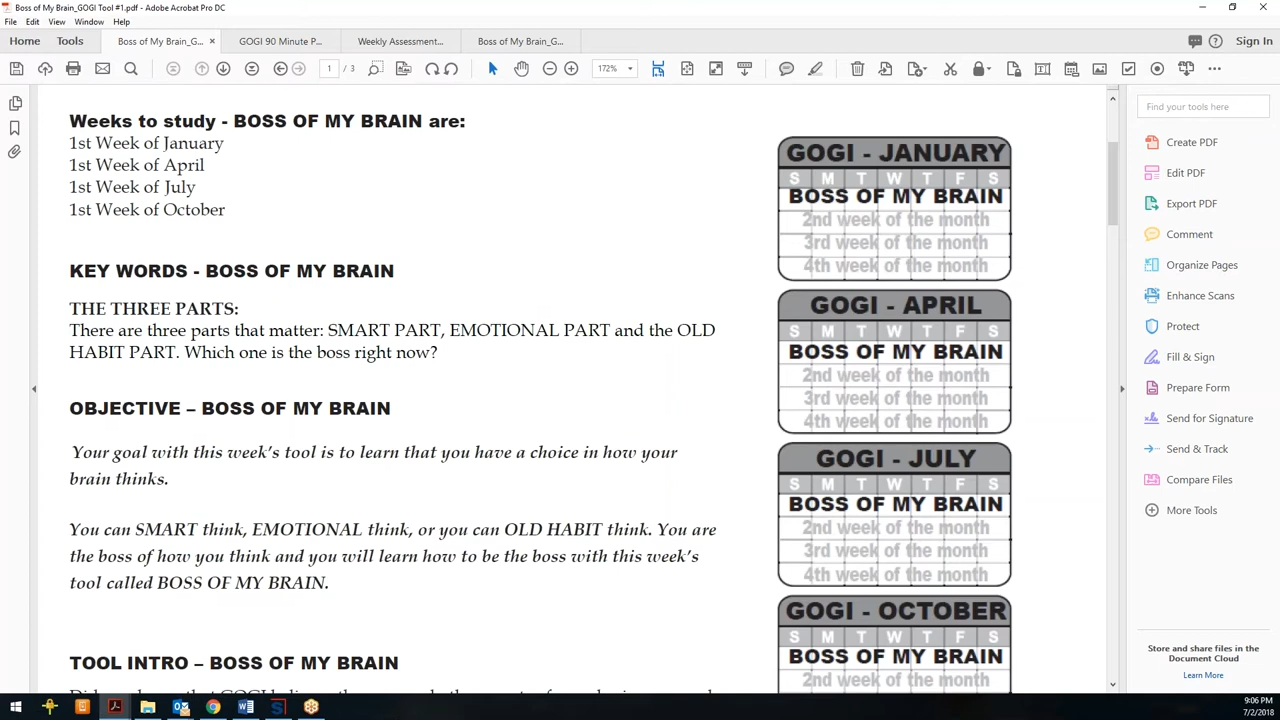 Boss of My Brain_GOGI Tool #1.pdf - Adobe Acrobat Pro DC
File Edit View Window Help
Home Tools Boss of My Brain_G... × GOGI 90 Minute P... Weekly Assessment... Boss of My Brain_G... Sign In
1 / 3 172%
Weeks to study - BOSS OF MY BRAIN are:
1st Week of January
1st Week of April
1st Week of July
1st Week of October
KEY WORDS - BOSS OF MY BRAIN
THE THREE PARTS:
There are three parts that matter: SMART PART, EMOTIONAL PART and the OLD
HABIT PART. Which one is the boss right now?
OBJECTIVE – BOSS OF MY BRAIN
Your goal with this week's tool is to learn that you have a choice in how your
brain thinks.
You can SMART think, EMOTIONAL think, or you can OLD HABIT think. You are
the boss of how you think and you will learn how to be the boss with this week's
tool called BOSS OF MY BRAIN.
TOOL INTRO – BOSS OF MY BRAIN
GOGI - JANUARY
S M T W T F S
BOSS OF MY BRAIN
2nd week of the month
3rd week of the month
4th week of the month
GOGI - APRIL
S M T W T F S
BOSS OF MY BRAIN
2nd week of the month
3rd week of the month
4th week of the month
GOGI - JULY
S M T W T F S
BOSS OF MY BRAIN
2nd week of the month
3rd week of the month
4th week of the month
GOGI - OCTOBER
S M T W T F S
BOSS OF MY BRAIN
2nd week of the month
Find your tools here
Create PDF
Edit PDF
Export PDF
Comment
Organize Pages
Enhance Scans
Protect
Fill & Sign
Prepare Form
Send for Signature
Send & Track
Compare Files
More Tools
Store and share files in the
Document Cloud
Learn More
9:06 PM
7/2/2018